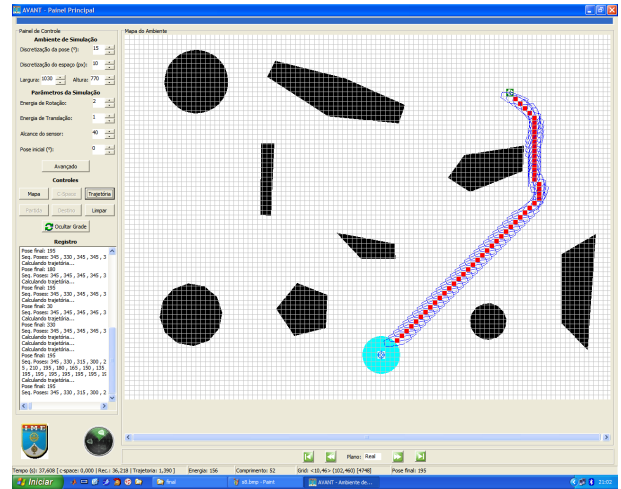 AVANT - Painel Principal
Painel de Controle
Mapa do Ambiente
Ambiente de Simulação
Discretização da pose (º): 15
Discretização do espaço (px): 10
Largura: 1030 Altura: 770
Parâmetros da Simulação
Energia de Rotação: 2
Energia de Translação: 1
Alcance do sensor: 40
Pose inicial (º): 0
Avançado
Controles
Mapa C-Space Trajetória
Partida Destino Limpar
Ocultar Grade
Registro
Pose final: 195
Seq. Poses: 345 , 330 , 345 , 345 , 3
Calculando trajetória...
Pose final: 180
Seq. Poses: 345 , 345 , 345 , 345 , 3
Calculando trajetória...
Pose final: 195
Seq. Poses: 345 , 330 , 345 , 345 , 3
Calculando trajetória...
Pose final: 30
Seq. Poses: 345 , 345 , 345 , 345 , 3
Calculando trajetória...
Pose final: 330
Seq. Poses: 345 , 345 , 345 , 345 , 3
Calculando trajetória...
Calculando trajetória...
Calculando trajetória...
Pose final: 195
Seq. Poses: 345 , 330 , 315 , 300 , 2
5 , 210 , 195 , 180 , 165 , 150 , 135 ,
195 , 195 , 195 , 195 , 195 , 195 , 19
Calculando trajetória...
Pose final: 195
Seq. Poses: 345 , 330 , 315 , 300 , 2
I M E
Plano: Real
Tempo (s): 37,608 [ c-space: 0,000 | Rec.: 36,218 | Trajetoria: 1,390 ] Energia: 156 Comprimento: 52 Grid: <10,46> (102,460) [4748] Pose final: 195
Iniciar final x8.bmp - Paint AVANT - Ambiente de... 21:02